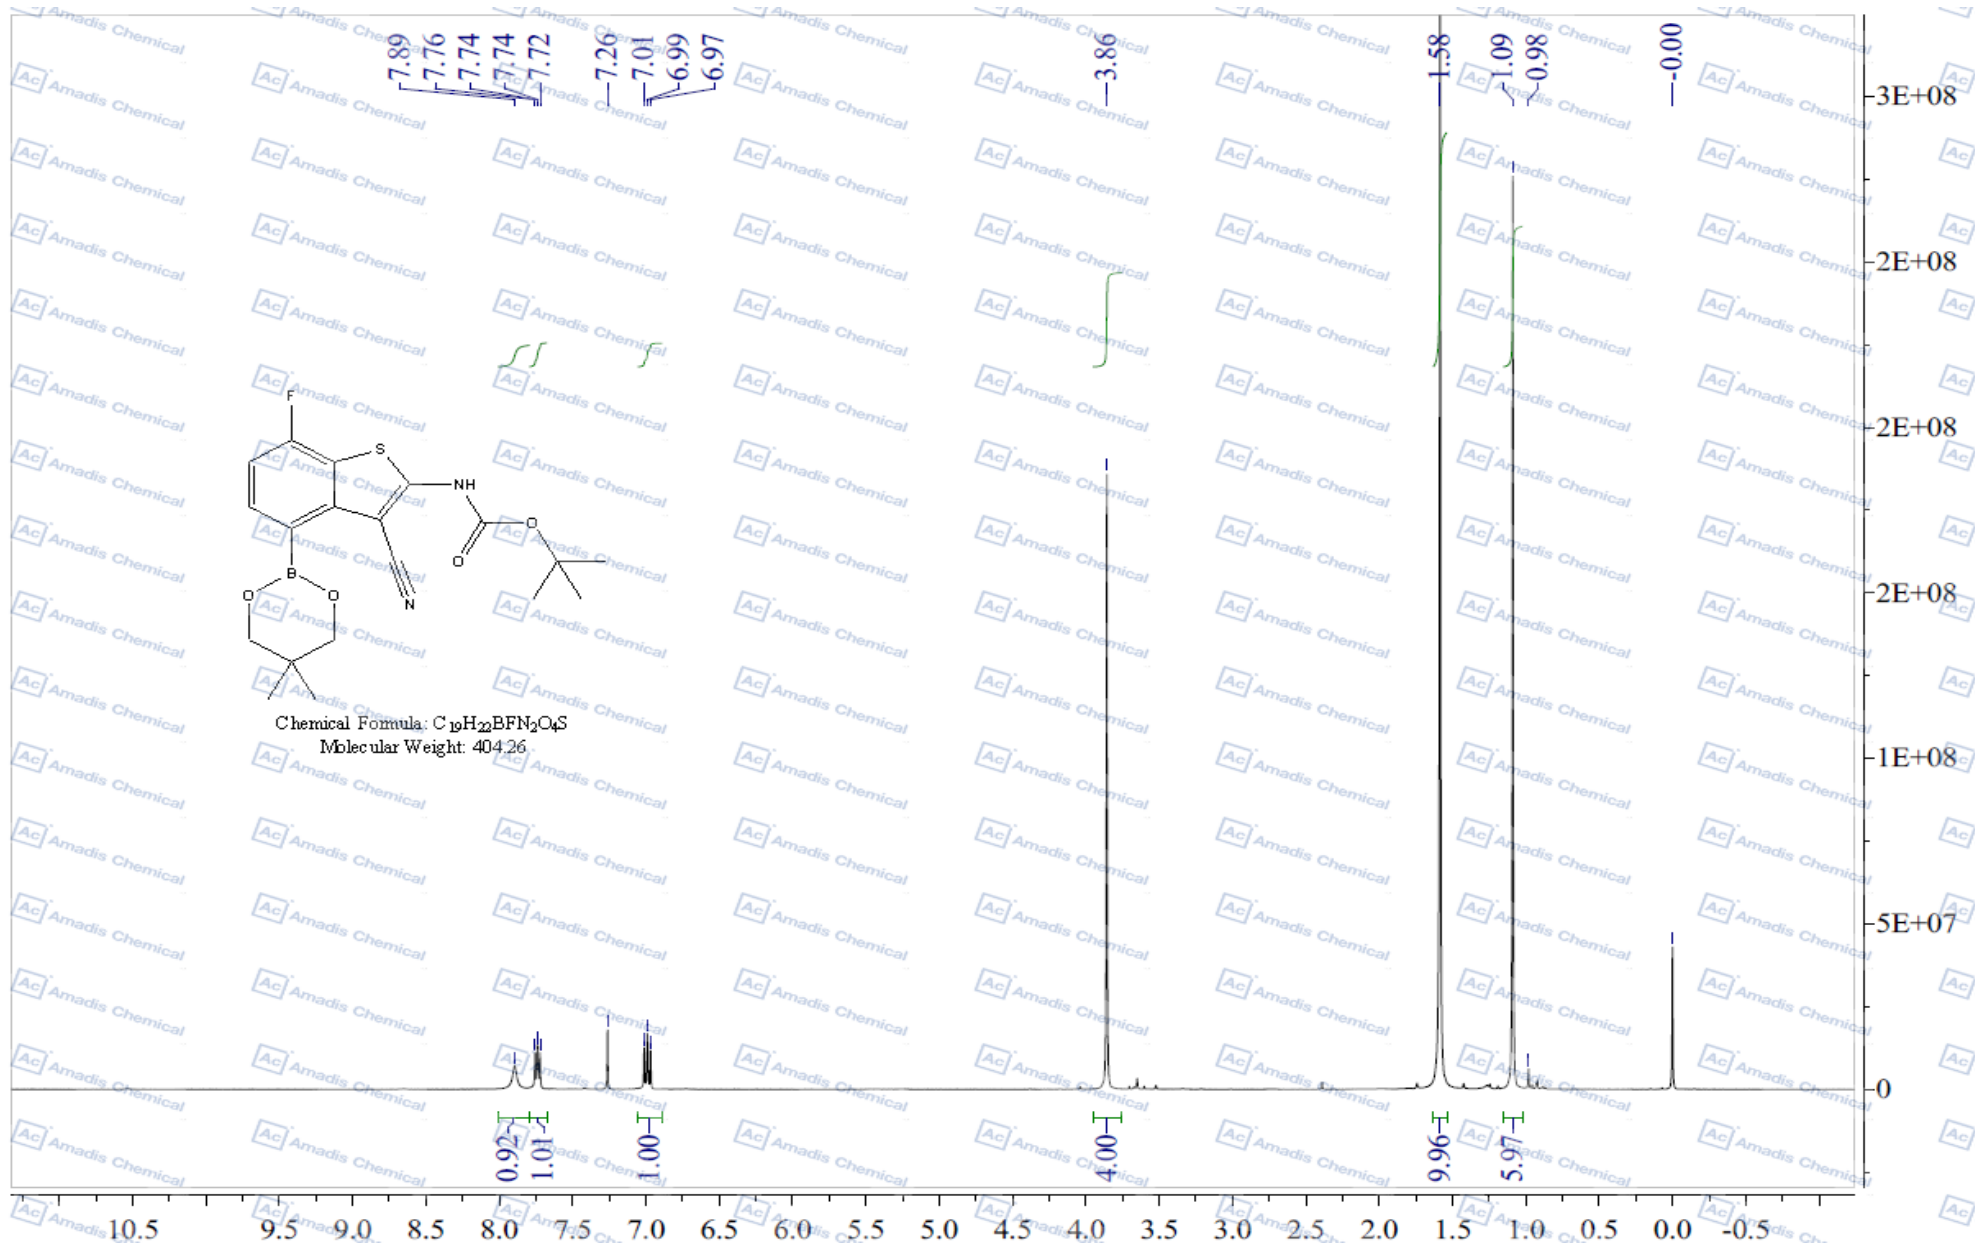 7.89
7.76
7.74
7.74
7.72
7.26
7.01
6.99
6.97
3.86
1.58
1.09
0.98
-0.00
3E+08
2E+08
2E+08
2E+08
1E+08
5E+07
0
F
S
NH
O
O
B
O
O
N
Chemical Formula: C19H22BFN2O4S
Molecular Weight: 404.26
0.92
1.01
1.00
4.00
9.96
5.97
10.5 9.5 9.0 8.5 8.0 7.5 7.0 6.5 6.0 5.5 5.0 4.5 4.0 3.5 3.0 2.5 2.0 1.5 1.0 0.5 0.0 -0.5
Ac Amadis Chemical